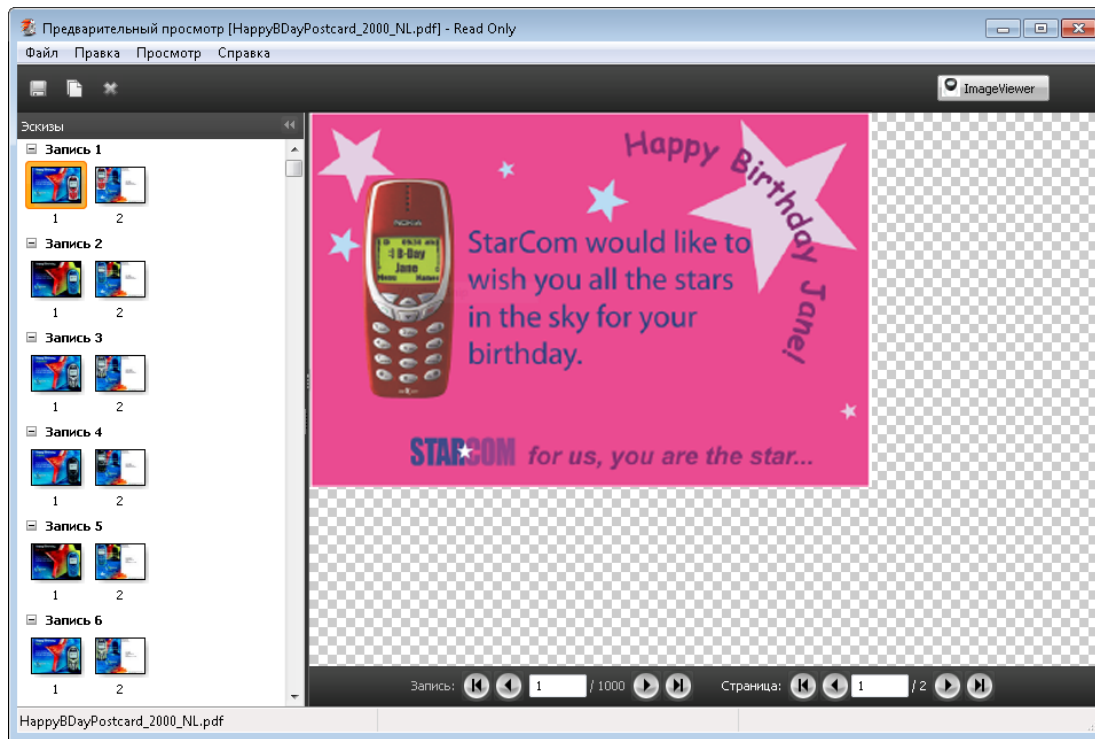 Предварительный просмотр [HappyBDayPostcard_2000_NL.pdf] - Read Only
Файл Правка Просмотр Справка
ImageViewer
Эскизы
Запись 1
1 2
Запись 2
1 2
Запись 3
1 2
Запись 4
1 2
Запись 5
1 2
Запись 6
1 2
Happy Birthday Jane!
NOKIA
:) B-Day
Jane
Menu Names
StarCom would like to
wish you all the stars
in the sky for your
birthday.
STARCOM for us, you are the star...
Запись: 1 / 1000 Страница: 1 / 2
HappyBDayPostcard_2000_NL.pdf